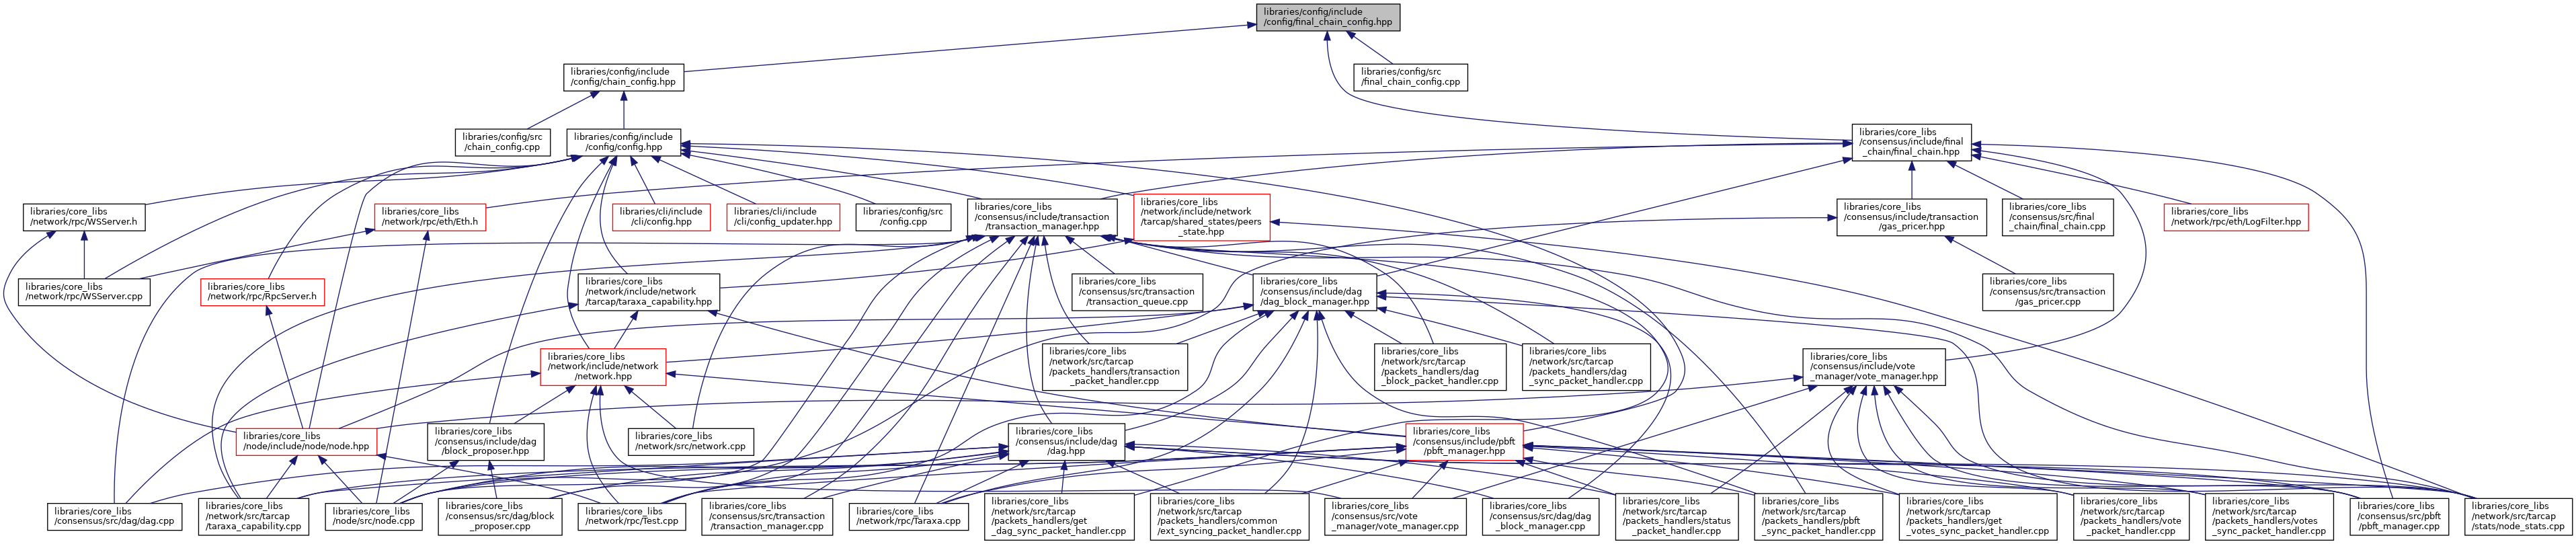 libraries/config/include
/config/final_chain_config.hpp
libraries/config/include
/config/chain_config.hpp
libraries/config/src
/final_chain_config.cpp
libraries/config/src
/chain_config.cpp
libraries/config/include
/config/config.hpp
libraries/core_libs
/consensus/include/final
_chain/final_chain.hpp
libraries/core_libs
/network/rpc/WSServer.h
libraries/core_libs
/network/rpc/eth/Eth.h
libraries/cli/include
/cli/config.hpp
libraries/cli/include
/cli/config_updater.hpp
libraries/config/src
/config.cpp
libraries/core_libs
/consensus/include/transaction
/transaction_manager.hpp
libraries/core_libs
/network/include/network
/tarcap/shared_states/peers
_state.hpp
libraries/core_libs
/consensus/include/transaction
/gas_pricer.hpp
libraries/core_libs
/consensus/src/final
_chain/final_chain.cpp
libraries/core_libs
/network/rpc/eth/LogFilter.hpp
libraries/core_libs
/network/rpc/WSServer.cpp
libraries/core_libs
/network/rpc/RpcServer.h
libraries/core_libs
/network/include/network
/tarcap/taraxa_capability.hpp
libraries/core_libs
/consensus/src/transaction
/transaction_queue.cpp
libraries/core_libs
/consensus/include/dag
/dag_block_manager.hpp
libraries/core_libs
/consensus/src/transaction
/gas_pricer.cpp
libraries/core_libs
/network/include/network
/network.hpp
libraries/core_libs
/network/src/tarcap
/packets_handlers/transaction
_packet_handler.cpp
libraries/core_libs
/network/src/tarcap
/packets_handlers/dag
_block_packet_handler.cpp
libraries/core_libs
/network/src/tarcap
/packets_handlers/dag
_sync_packet_handler.cpp
libraries/core_libs
/consensus/include/vote
_manager/vote_manager.hpp
libraries/core_libs
/node/include/node/node.hpp
libraries/core_libs
/consensus/include/dag
/block_proposer.hpp
libraries/core_libs
/network/src/network.cpp
libraries/core_libs
/consensus/include/dag
/dag.hpp
libraries/core_libs
/consensus/include/pbft
/pbft_manager.hpp
libraries/core_libs
/consensus/src/dag/dag.cpp
libraries/core_libs
/network/src/tarcap
/taraxa_capability.cpp
libraries/core_libs
/node/src/node.cpp
libraries/core_libs
/consensus/src/dag/block
_proposer.cpp
libraries/core_libs
/network/rpc/Test.cpp
libraries/core_libs
/consensus/src/transaction
/transaction_manager.cpp
libraries/core_libs
/network/rpc/Taraxa.cpp
libraries/core_libs
/network/src/tarcap
/packets_handlers/get
_dag_sync_packet_handler.cpp
libraries/core_libs
/network/src/tarcap
/packets_handlers/common
/ext_syncing_packet_handler.cpp
libraries/core_libs
/consensus/src/vote
_manager/vote_manager.cpp
libraries/core_libs
/consensus/src/dag/dag
_block_manager.cpp
libraries/core_libs
/network/src/tarcap
/packets_handlers/status
_packet_handler.cpp
libraries/core_libs
/network/src/tarcap
/packets_handlers/pbft
_sync_packet_handler.cpp
libraries/core_libs
/network/src/tarcap
/packets_handlers/get
_votes_sync_packet_handler.cpp
libraries/core_libs
/network/src/tarcap
/packets_handlers/vote
_packet_handler.cpp
libraries/core_libs
/network/src/tarcap
/packets_handlers/votes
_sync_packet_handler.cpp
libraries/core_libs
/consensus/src/pbft
/pbft_manager.cpp
libraries/core_libs
/network/src/tarcap
/stats/node_stats.cpp